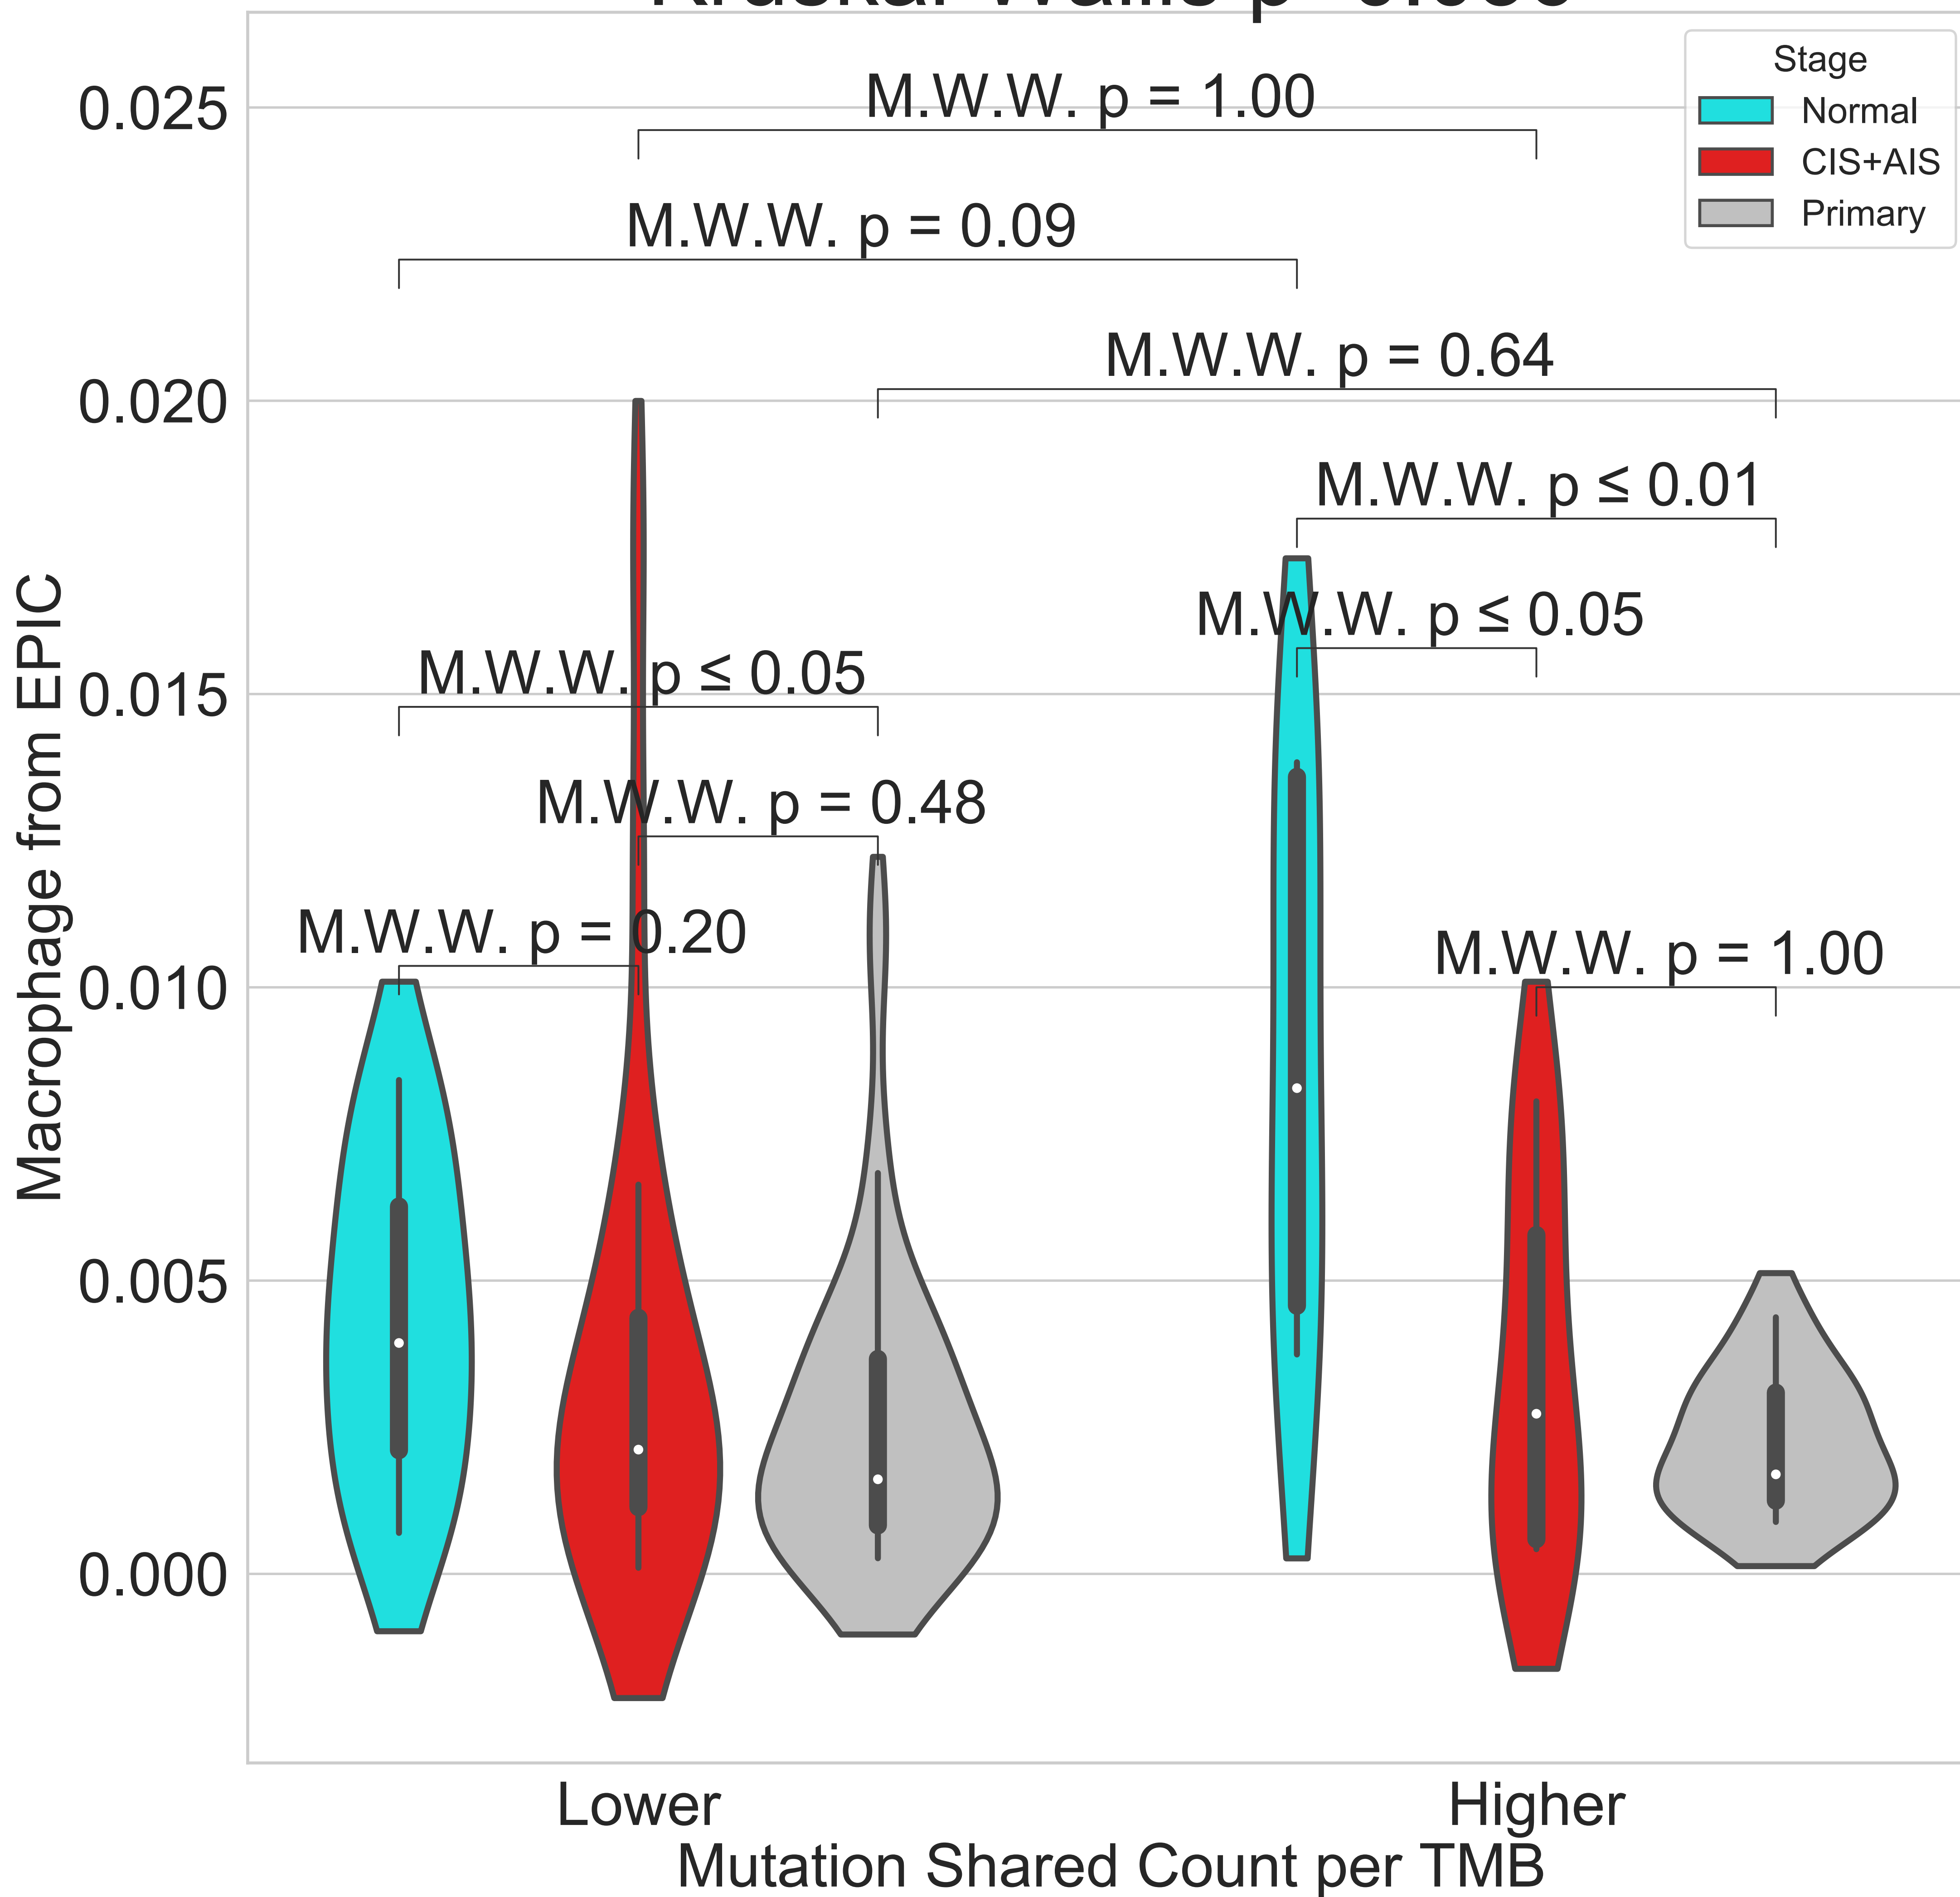 Stage
Normal
CIS+AIS
Primary
M.W.W. p = 1.00
M.W.W. p = 0.09
M.W.W. p = 0.64
M.W.W. p ≤ 0.01
M.W.W. p ≤ 0.05
M.W.W. p ≤ 0.05
M.W.W. p = 0.48
M.W.W. p = 0.20
M.W.W. p = 1.00
0.025
0.020
0.015
0.010
0.005
0.000
Macrophage from EPIC
Lower
Higher
Mutation Shared Count per TMB